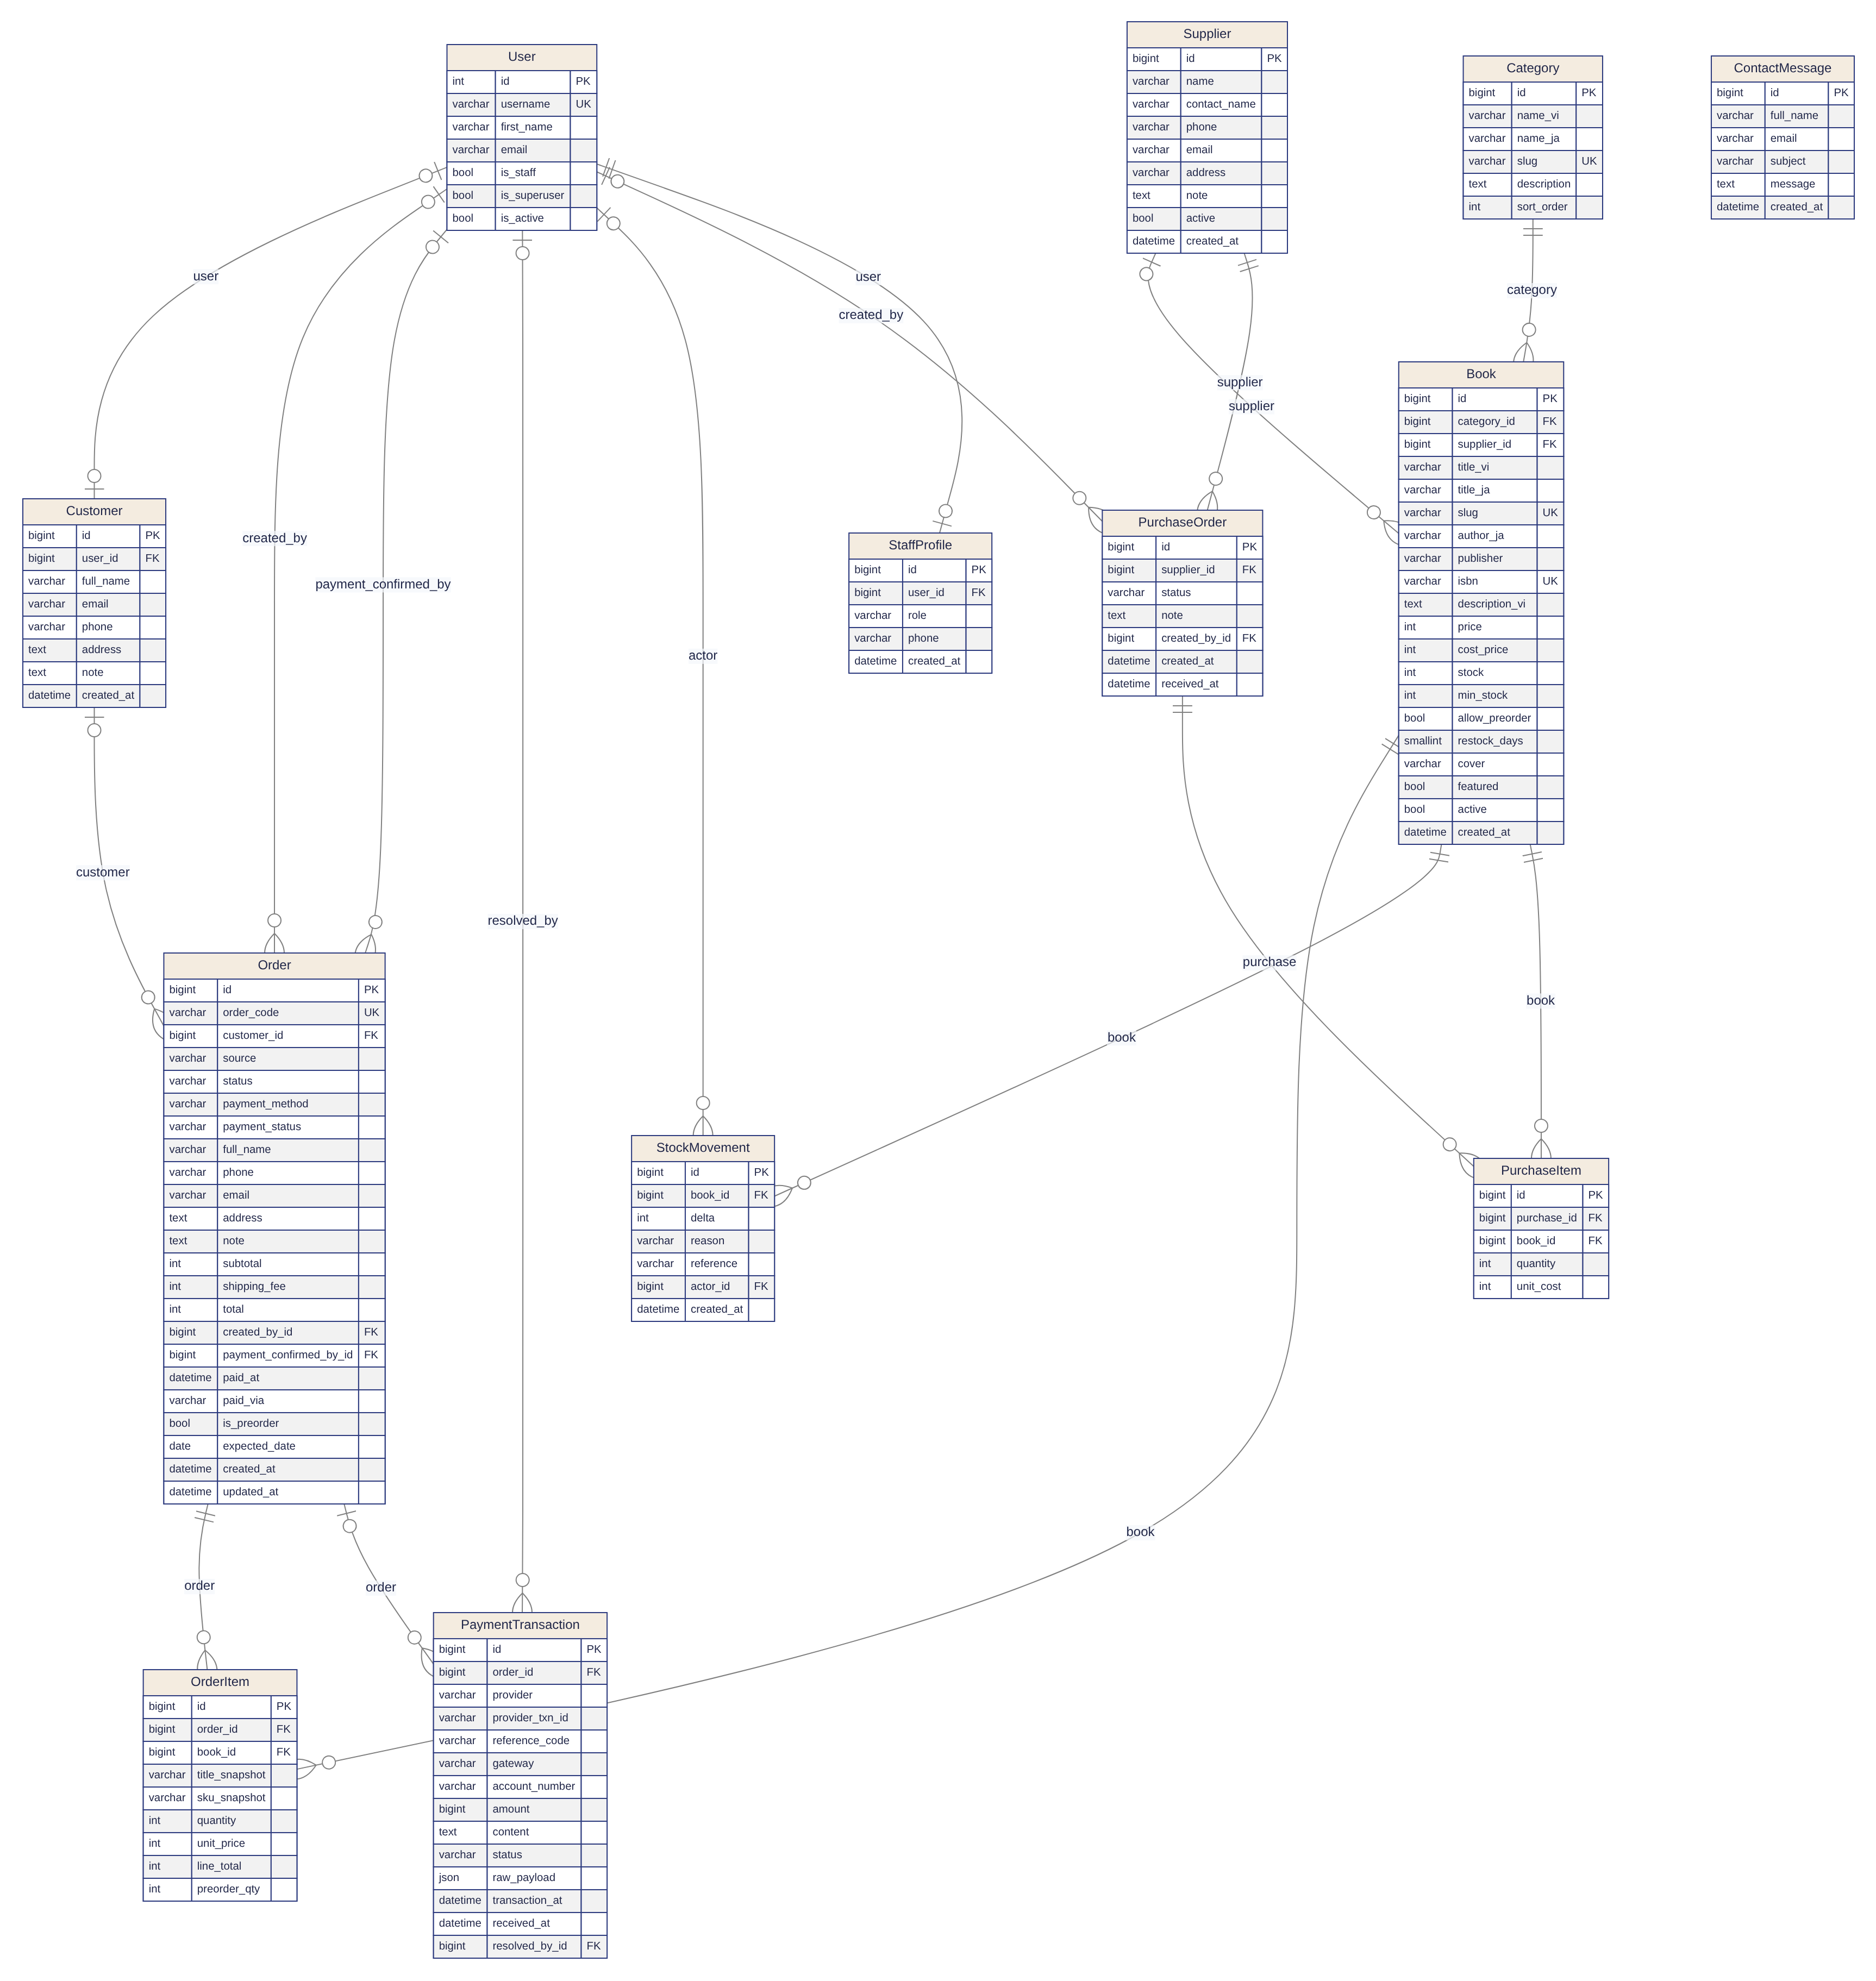 User
int id PK
varchar username UK
varchar first_name
varchar email
bool is_staff
bool is_superuser
bool is_active
Supplier
bigint id PK
varchar name
varchar contact_name
varchar phone
varchar email
varchar address
text note
bool active
datetime created_at
Category
bigint id PK
varchar name_vi
varchar name_ja
varchar slug UK
text description
int sort_order
ContactMessage
bigint id PK
varchar full_name
varchar email
varchar subject
text message
datetime created_at
user
user
created_by
category
supplier
supplier
Book
bigint id PK
bigint category_id FK
bigint supplier_id FK
varchar title_vi
varchar title_ja
varchar slug UK
varchar author_ja
varchar publisher
varchar isbn UK
text description_vi
int price
int cost_price
int stock
int min_stock
bool allow_preorder
smallint restock_days
varchar cover
bool featured
bool active
datetime created_at
Customer
bigint id PK
bigint user_id FK
varchar full_name
varchar email
varchar phone
text address
text note
datetime created_at
created_by
payment_confirmed_by
actor
StaffProfile
bigint id PK
bigint user_id FK
varchar role
varchar phone
datetime created_at
PurchaseOrder
bigint id PK
bigint supplier_id FK
varchar status
text note
bigint created_by_id FK
datetime created_at
datetime received_at
customer
resolved_by
purchase
book
book
Order
bigint id PK
varchar order_code UK
bigint customer_id FK
varchar source
varchar status
varchar payment_method
varchar payment_status
varchar full_name
varchar phone
varchar email
text address
text note
int subtotal
int shipping_fee
int total
bigint created_by_id FK
bigint payment_confirmed_by_id FK
datetime paid_at
varchar paid_via
bool is_preorder
date expected_date
datetime created_at
datetime updated_at
StockMovement
bigint id PK
bigint book_id FK
int delta
varchar reason
varchar reference
bigint actor_id FK
datetime created_at
PurchaseItem
bigint id PK
bigint purchase_id FK
bigint book_id FK
int quantity
int unit_cost
book
order
order
OrderItem
bigint id PK
bigint order_id FK
bigint book_id FK
varchar title_snapshot
varchar sku_snapshot
int quantity
int unit_price
int line_total
int preorder_qty
PaymentTransaction
bigint id PK
bigint order_id FK
varchar provider
varchar provider_txn_id
varchar reference_code
varchar gateway
varchar account_number
bigint amount
text content
varchar status
json raw_payload
datetime transaction_at
datetime received_at
bigint resolved_by_id FK